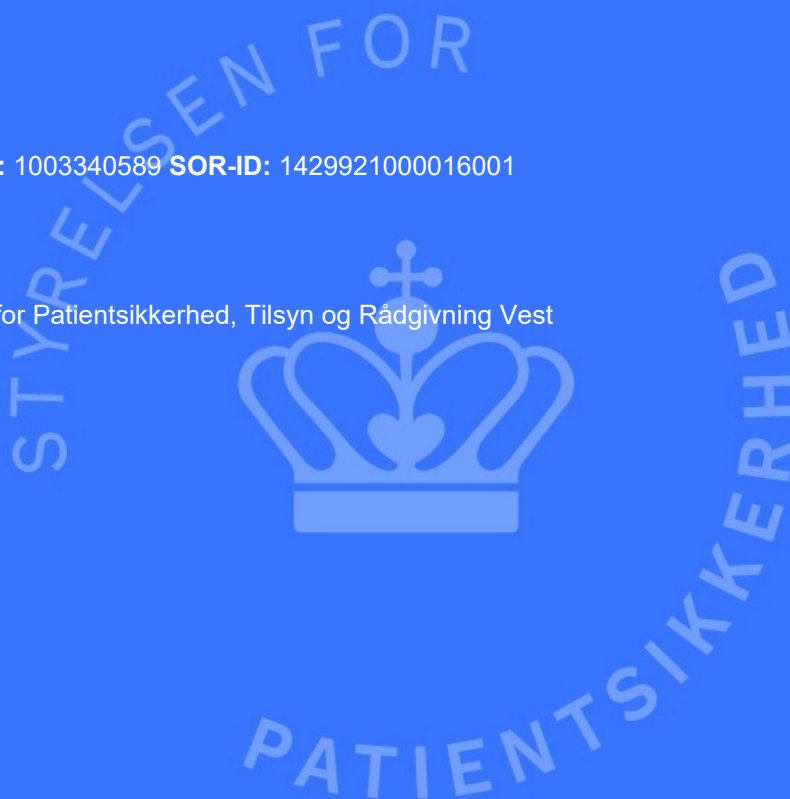 STYRELSEN FOR
: 1003340589 SOR-ID: 1429921000016001
for Patientsikkerhed, Tilsyn og Rådgivning Vest
PATIENTSIKKERHED